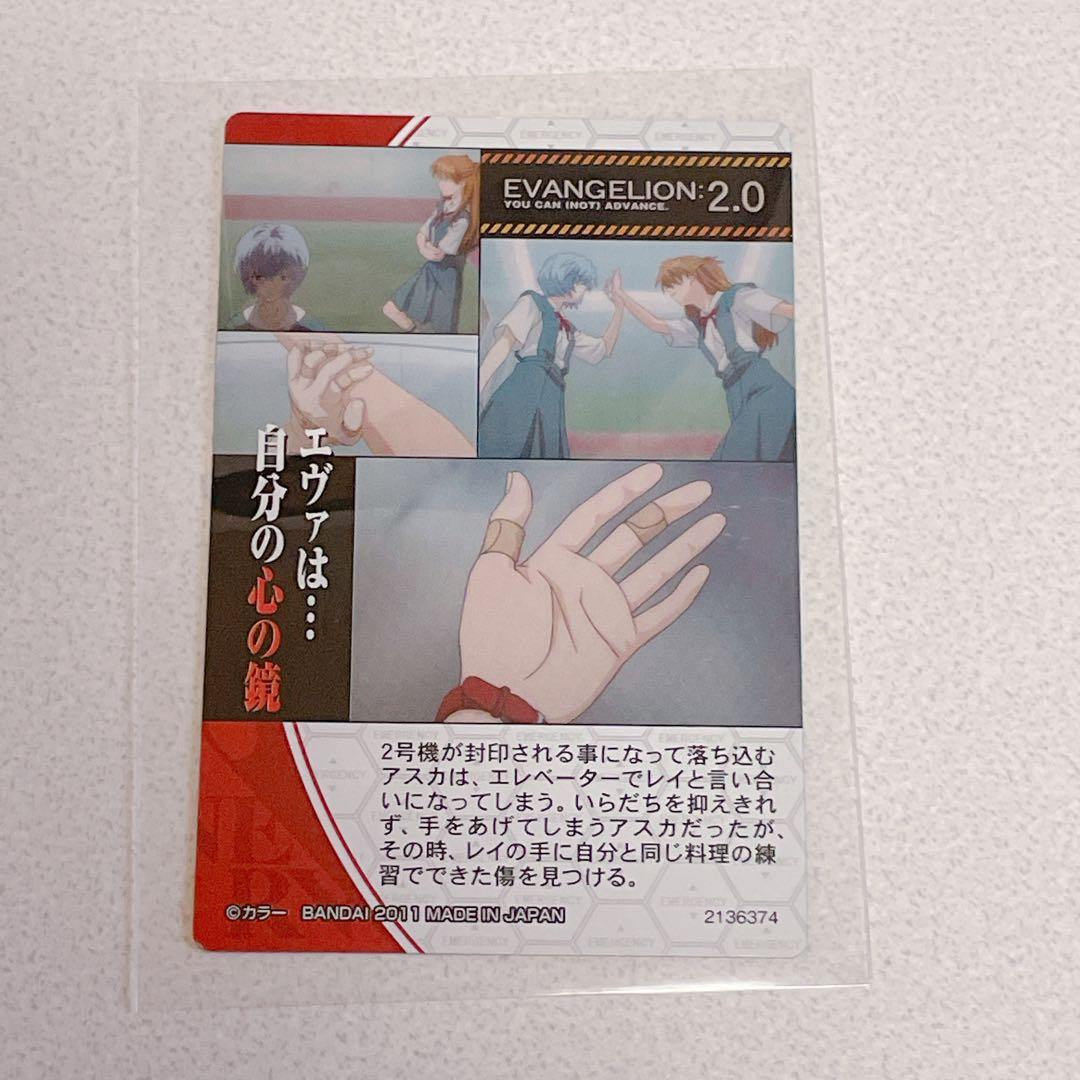 EMERGENCY
EMERGENCY
EVANGELION: 2.0
YOU CAN (NOT) ADVANCE.
エヴァは…
自分の心の鏡
2号機が封印される事になって落ち込む
アスカは、エレベーターでレイと言い合
いになってしまう。いらだちを抑えきれ
ず、手をあげてしまうアスカだったが、
その時、レイの手に自分と同じ料理の練
習でできた傷を見つける。
©カラー BANDAI 2011 MADE IN JAPAN
2136374